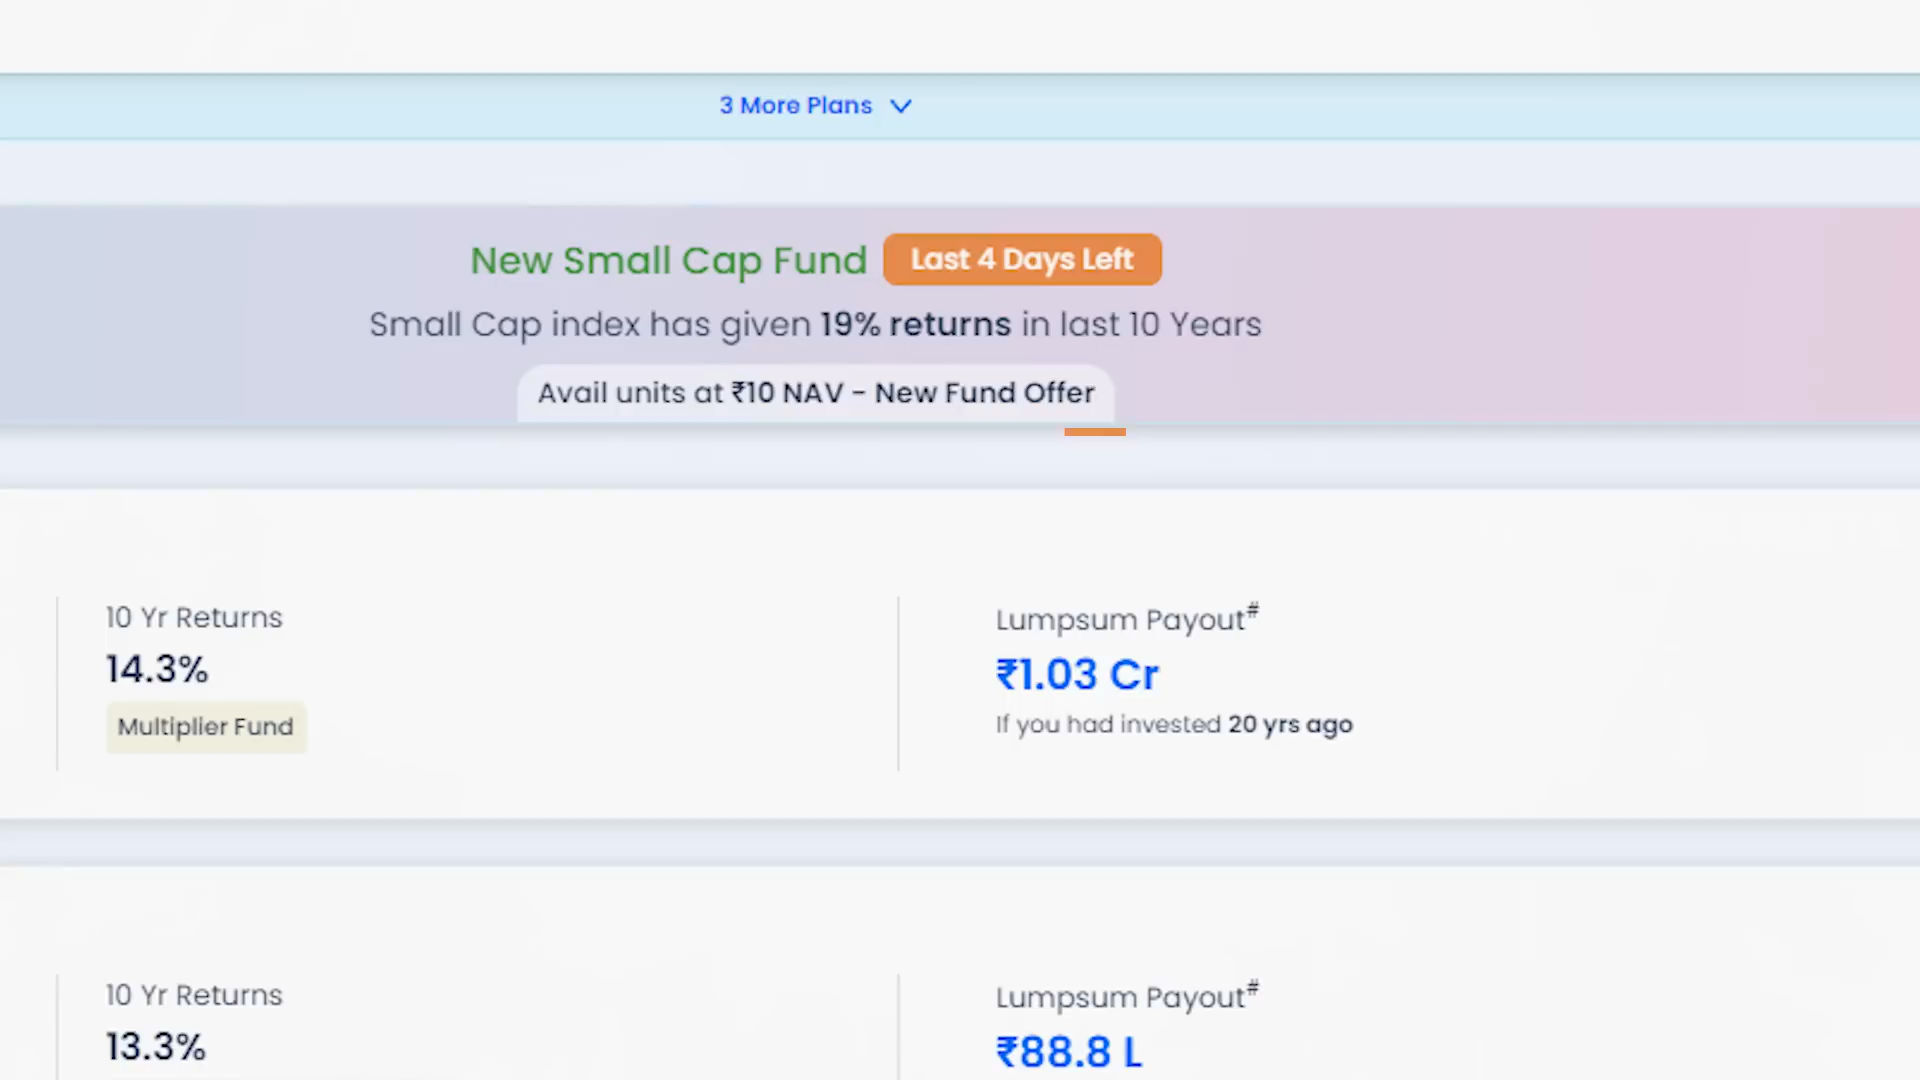 3 More Plans
New Small Cap Fund Last 4 Days Left
Small Cap index has given 19% returns in last 10 Years
Avail units at ₹10 NAV - New Fund Offer
10 Yr Returns
14.3%
Multiplier Fund
Lumpsum Payout#
₹1.03 Cr
If you had invested 20 yrs ago
10 Yr Returns
13.3%
Lumpsum Payout#
₹88.8 L